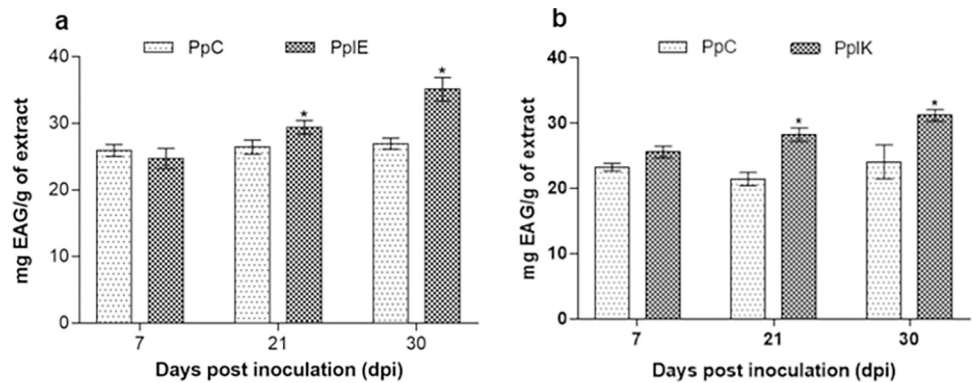 a
PpC PpIE
mg EAG/g of extract
40
30
20
10
0
* *
7 21 30
Days post inoculation (dpi)
b
PpC PpIK
mg EAG/g of extract
40
30
20
10
0
* *
7 21 30
Days post inoculation (dpi)